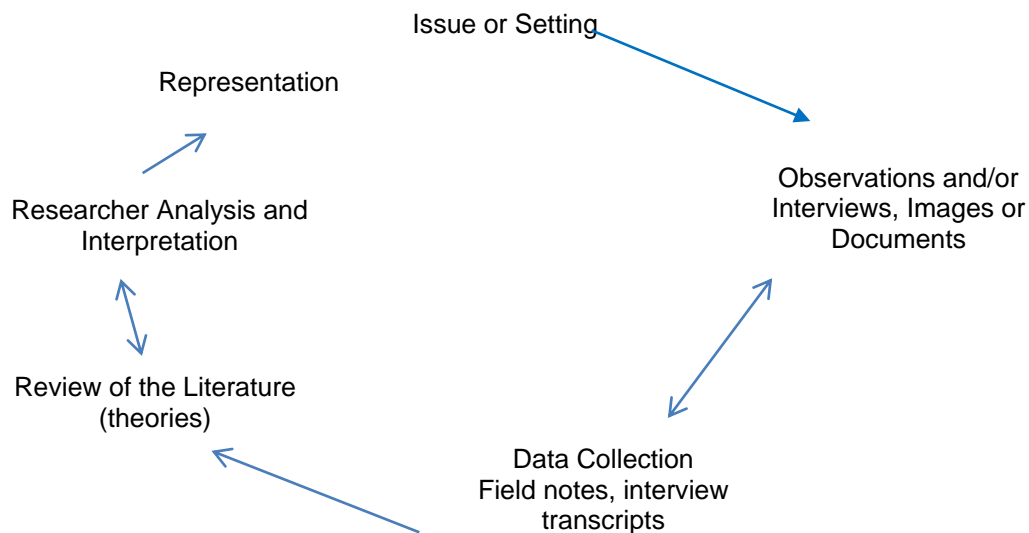 Issue or Setting
Representation
Observations and/or
Interviews, Images or
Documents
Researcher Analysis and
Interpretation
Review of the Literature
(theories)
Data Collection
Field notes, interview
transcripts